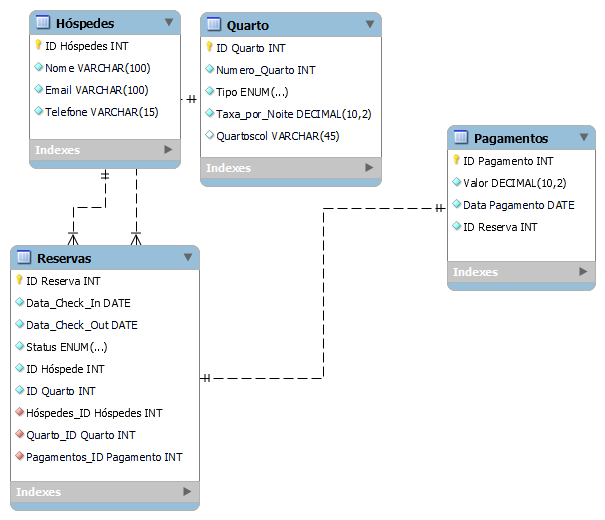 Hóspedes
ID Hóspedes INT
Nome VARCHAR(100)
Email VARCHAR(100)
Telefone VARCHAR(15)
Indexes
Quarto
ID Quarto INT
Numero_Quarto INT
Tipo ENUM(...)
Taxa_por_Noite DECIMAL(10,2)
Quartoscol VARCHAR(45)
Indexes
Pagamentos
ID Pagamento INT
Valor DECIMAL(10,2)
Data Pagamento DATE
ID Reserva INT
Indexes
Reservas
ID Reserva INT
Data_Check_In DATE
Data_Check_Out DATE
Status ENUM(...)
ID Hóspede INT
ID Quarto INT
Hóspedes_ID Hóspedes INT
Quarto_ID Quarto INT
Pagamentos_ID Pagamento INT
Indexes